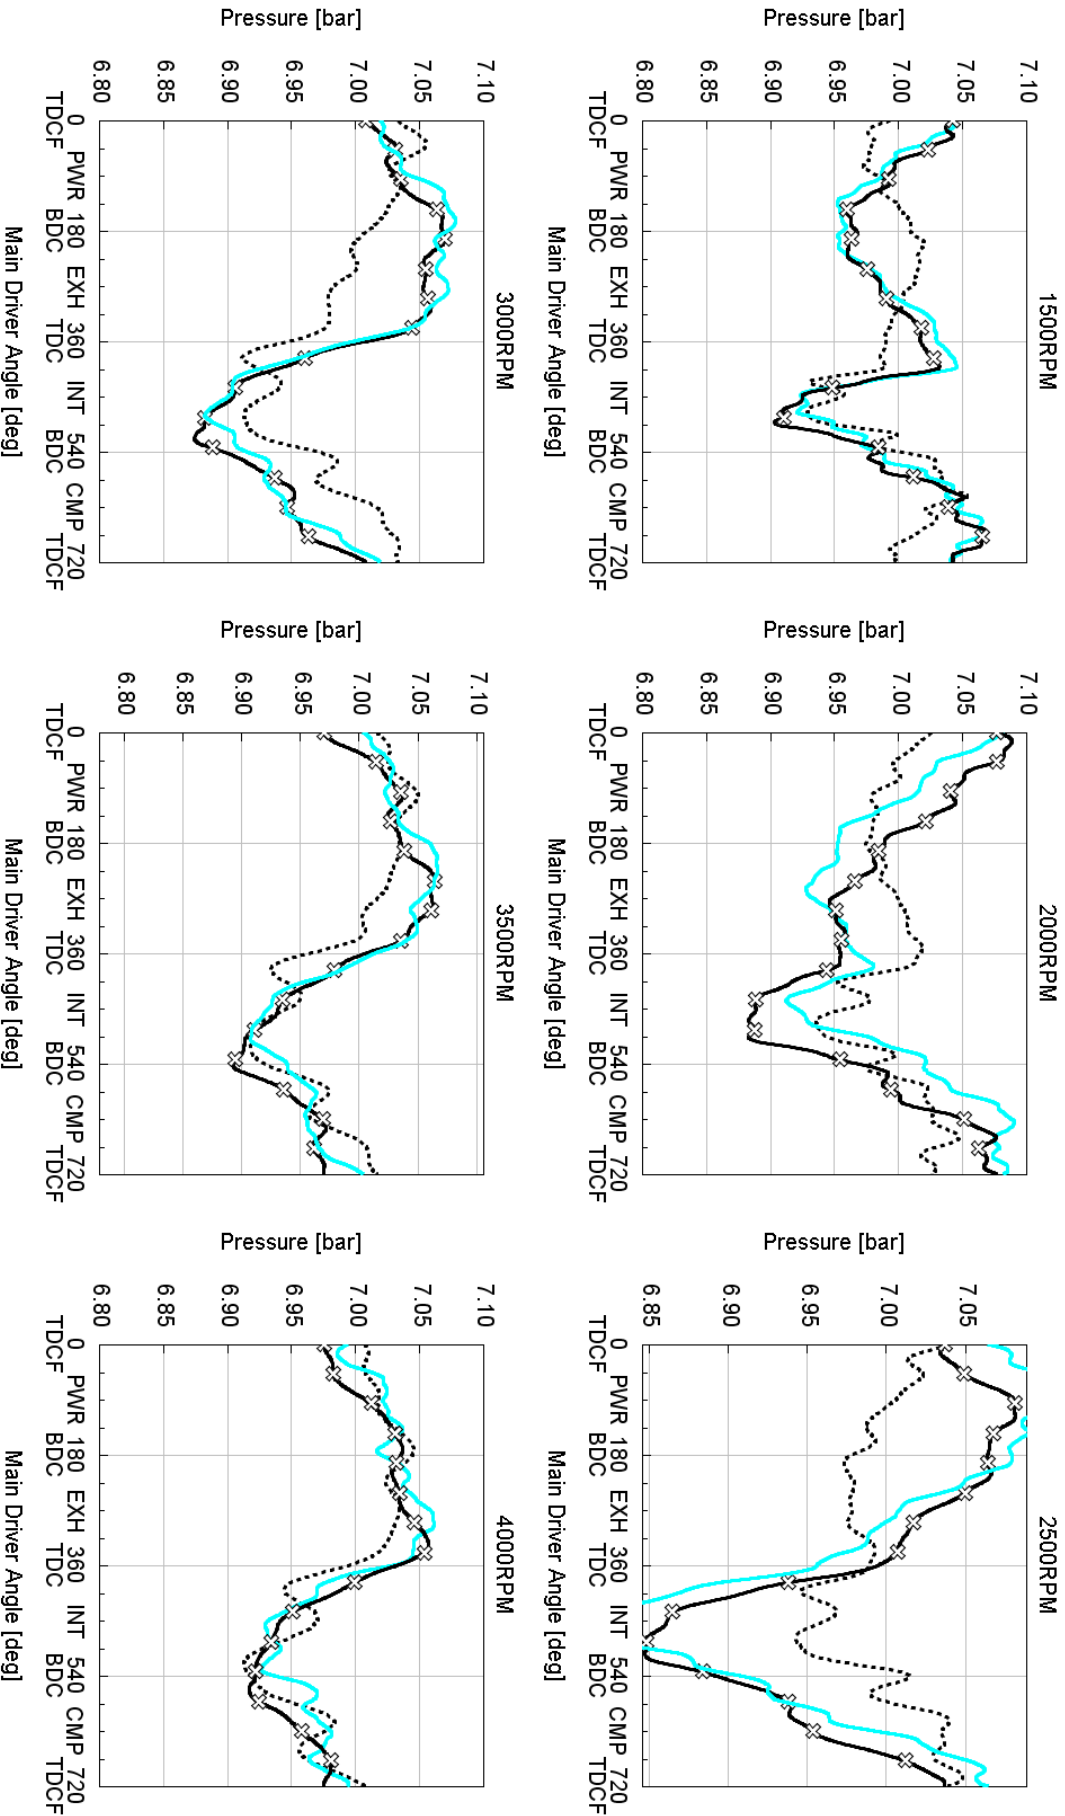 1500RPM
Pressure [bar]
7.10
7.05
7.00
6.95
6.90
6.85
6.80
0 PWR 180 EXH 360 INT 540 CMP 720
TDCF BDC TDC BDC TDCF
Main Driver Angle [deg]
2000RPM
Pressure [bar]
7.10
7.05
7.00
6.95
6.90
6.85
6.80
0 PWR 180 EXH 360 INT 540 CMP 720
TDCF BDC TDC BDC TDCF
Main Driver Angle [deg]
2500RPM
Pressure [bar]
7.05
7.00
6.95
6.90
6.85
0 PWR 180 EXH 360 INT 540 CMP 720
TDCF BDC TDC BDC TDCF
Main Driver Angle [deg]
3000RPM
Pressure [bar]
7.10
7.05
7.00
6.95
6.90
6.85
6.80
0 PWR 180 EXH 360 INT 540 CMP 720
TDCF BDC TDC BDC TDCF
Main Driver Angle [deg]
3500RPM
Pressure [bar]
7.10
7.05
7.00
6.95
6.90
6.85
6.80
0 PWR 180 EXH 360 INT 540 CMP 720
TDCF BDC TDC BDC TDCF
Main Driver Angle [deg]
4000RPM
Pressure [bar]
7.10
7.05
7.00
6.95
6.90
6.85
6.80
0 PWR 180 EXH 360 INT 540 CMP 720
TDCF BDC TDC BDC TDCF
Main Driver Angle [deg]